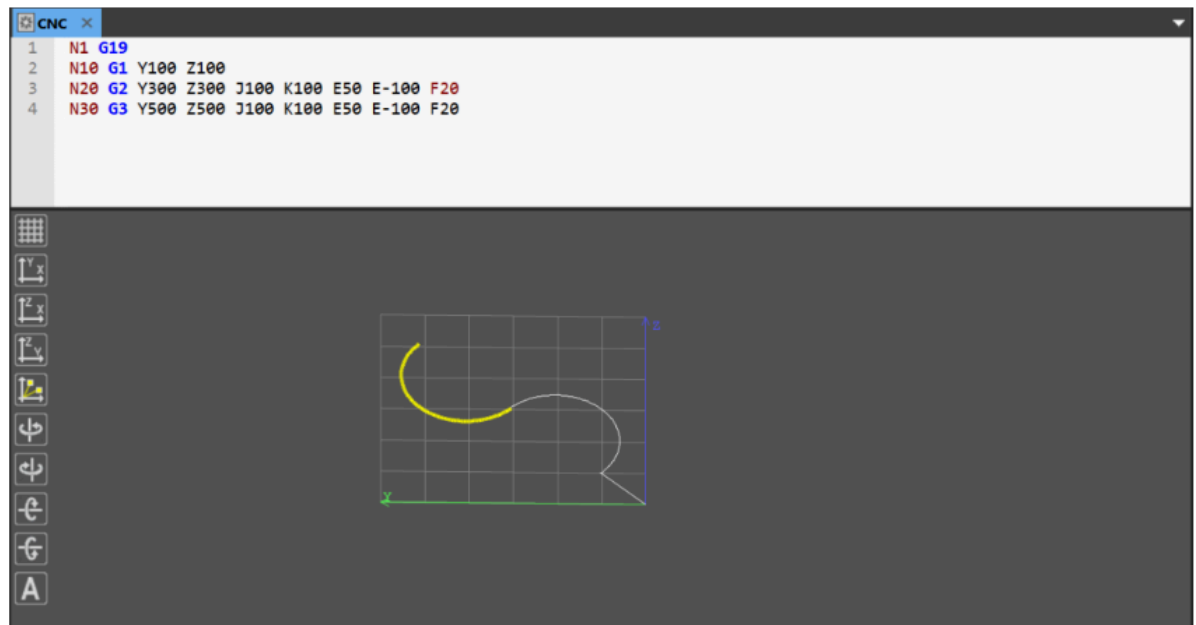 CNC
1 N1 G19
2 N10 G1 Y100 Z100
3 N20 G2 Y300 Z300 J100 K100 E50 E-100 F20
4 N30 G3 Y500 Z500 J100 K100 E50 E-100 F20
Y X
Z X
Z Y
A
Z
Y